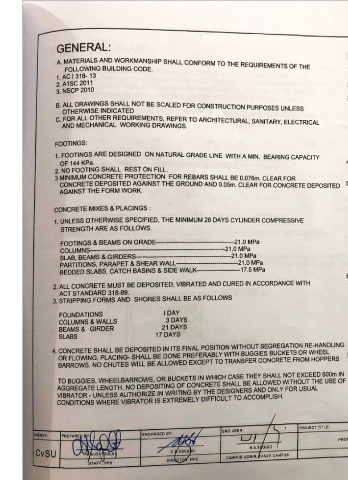 GENERAL:
A. MATERIALS AND WORKMANSHIP SHALL CONFORM TO THE REQUIREMENTS OF THE
FOLLOWING BUILDING CODE.
1. AC I 318- 13
2. A1SC 2011
3. NSCP 2010
B. ALL DRAWINGS SHALL NOT BE SCALED FOR CONSTRUCTION PURPOSES UNLESS
OTHERWISE INDICATED
C. FOR ALL OTHER REQUIREMENTS, REFER TO ARCHITECTURAL, SANITARY, ELECTRICAL
AND MECHANICAL WORKING DRAWINGS.
FOOTINGS:
1. FOOTINGS ARE DESIGNED ON NATURAL GRADE LINE WITH A MIN. BEARING CAPACITY
OF 144 KPa.
2. NO FOOTING SHALL REST ON FILL.
3 MINIMUM CONCRETE PROTECTION FOR REBARS SHALL BE 0.075m. CLEAR FOR
CONCRETE DEPOSITED AGAINST THE GROUND AND 0.05m. CLEAR FOR CONCRETE DEPOSITED
AGAINST THE FORM WORK.
CONCRETE MIXES & PLACINGS :
1. UNLESS OTHERWISE SPECIFIED, THE MINIMUM 28 DAYS CYLINDER COMPRESSIVE
STRENGTH ARE AS FOLLOWS.
FOOTINGS & BEAMS ON GRADE------------------------21.0 MPa
COLUMNS------------------------21.0 MPa
SLAB, BEAMS & GIRDERS------------------------21.0 MPa
PARTITIONS, PARAPET & SHEAR WALL------------------------21.0 MPa
BEDDED SLABS, CATCH BASINS & SIDE WALK------------------------17.5 MPa
2. ALL CONCRETE MUST BE DEPOSITED, VIBRATED AND CURED IN ACCORDANCE WITH
ACT STANDARD 318-89.
3. STRIPPING FORMS AND SHORES SHALL BE AS FOLLOWS
FOUNDATIONS 1 DAY
COLUMNS & WALLS 3 DAYS
BEAMS & GIRDER 21 DAYS
SLABS 17 DAYS
4. CONCRETE SHALL BE DEPOSITED IN ITS FINAL POSITION WITHOUT SEGREGATION RE-HANDLING
OR FLOWING, PLACING- SHALL BE DONE PREFERABLY WITH BUGGIES BUCKETS OR WHEEL
BARROWS, NO CHUTES WILL BE ALLOWED EXCEPT TO TRANSFER CONCRETE FROM HOPPERS
TO BUGGIES, WHEELBARROWS, OR BUCKETS IN WHICH CASE THEY SHALL NOT EXCEED 600m IN
AGGREGATE LENGTH. NO DEPOSITING OF CONCRETE SHALL BE ALLOWED WITHOUT THE USE OF
VIBRATOR - UNLESS AUTHORIZE IN WRITING BY THE DESIGNERS AND ONLY FOR USUAL
CONDITIONS WHERE VIBRATOR IS EXTREMELY DIFFICULT TO ACCOMPLISH.
PREPARED ENDORSED BY: END USER PROJECT TITLE:
CvSU
STAFF, PPS DIRECTOR, PPS